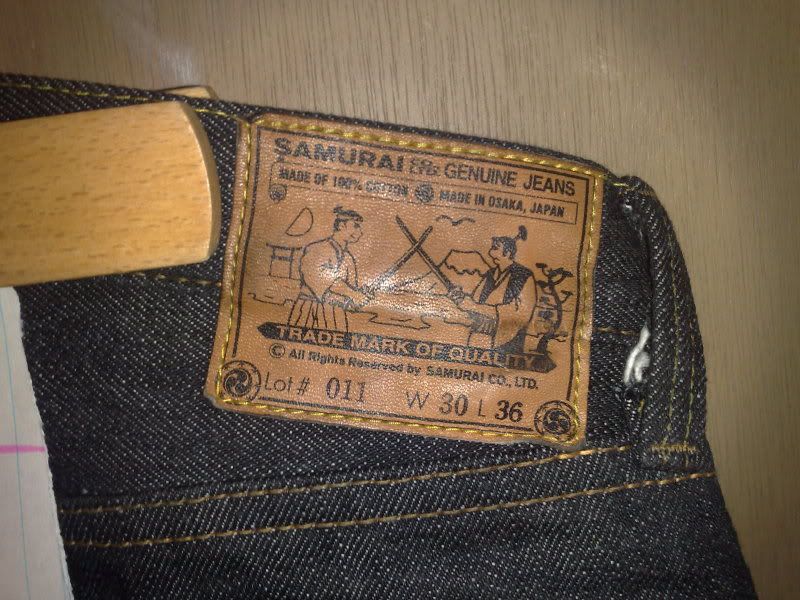 SAMURAI GENUINE JEANS
MADE OF 100% COTTON MADE IN OSAKA, JAPAN
TRADE MARK OF QUALITY
© All Rights Reserved by SAMURAI CO., LTD.
Lot# 011 W 30 L 36